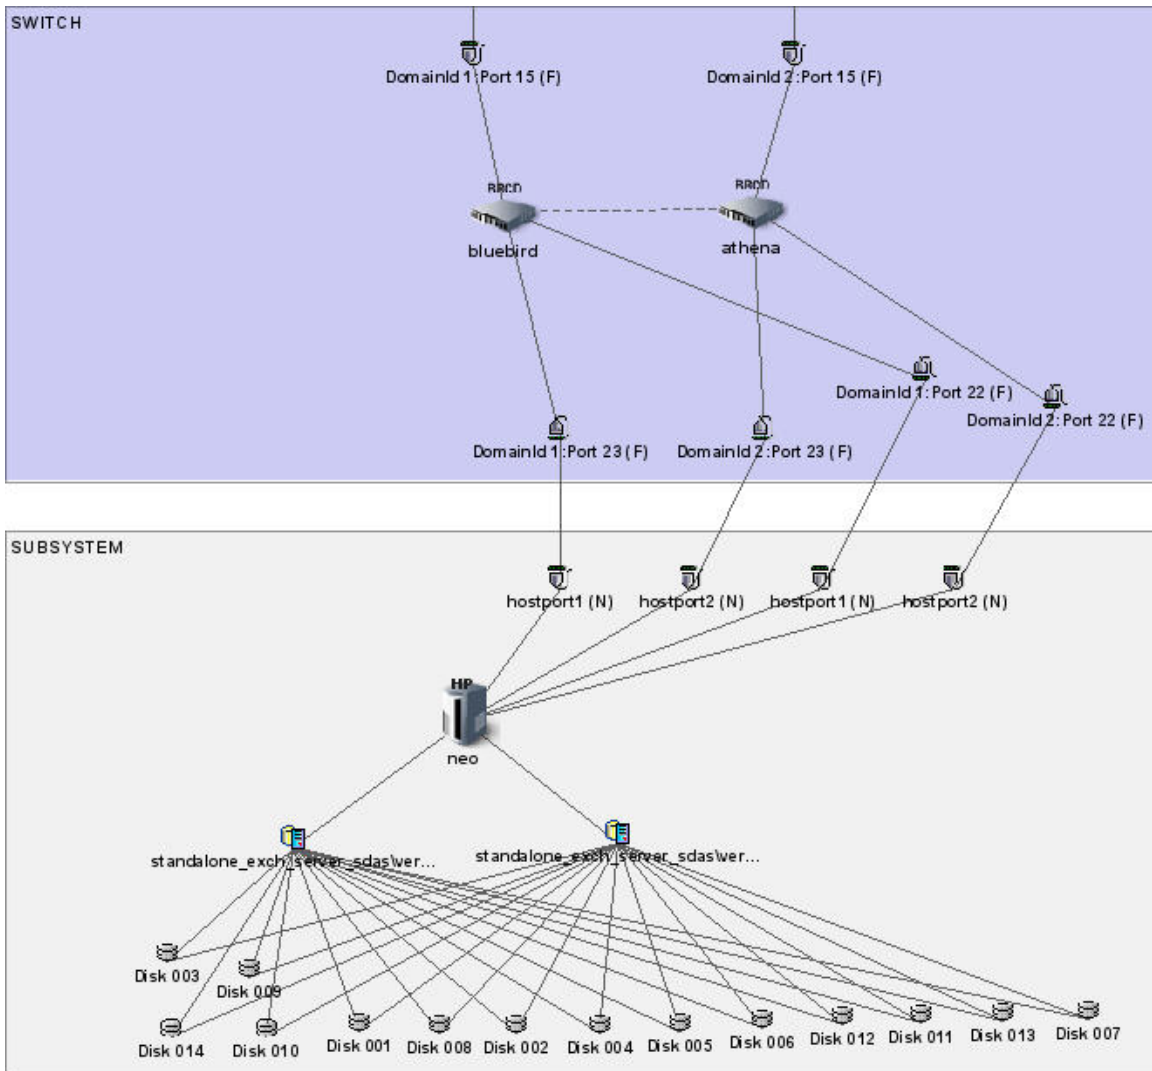 SWITCH
DomainId 1:Port 15 (F)
DomainId 2:Port 15 (F)
BRCD
BRCD
bluebird
athena
DomainId 1:Port 22 (F)
DomainId 2:Port 22 (F)
DomainId 1:Port 23 (F)
DomainId 2:Port 23 (F)
SUBSYSTEM
hostport1 (N)
hostport2 (N)
hostport1 (N)
hostport2 (N)
HP
neo
standalone_exch_server_sdas\ver...
standalone_exch_server_sdas\ver...
Disk 003
Disk 009
Disk 014
Disk 010
Disk 001
Disk 008
Disk 002
Disk 004
Disk 005
Disk 006
Disk 012
Disk 011
Disk 013
Disk 007